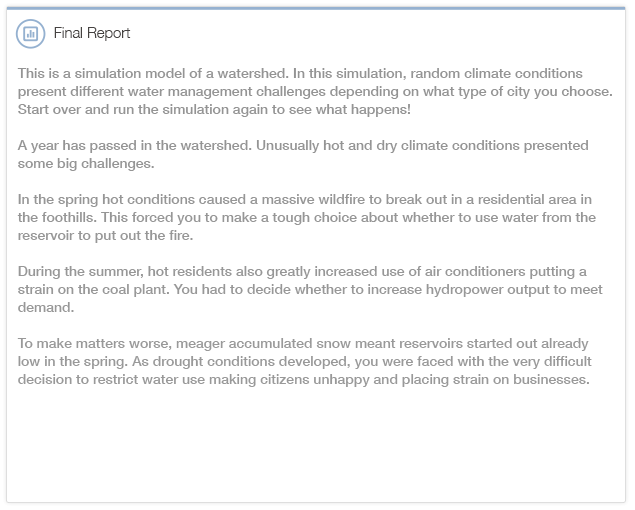 Final Report
This is a simulation model of a watershed. In this simulation, random climate conditions
present different water management challenges depending on what type of city you choose.
Start over and run the simulation again to see what happens!
A year has passed in the watershed. Unusually hot and dry climate conditions presented
some big challenges.
In the spring hot conditions caused a massive wildfire to break out in a residential area in
the foothills. This forced you to make a tough choice about whether to use water from the
reservoir to put out the fire.
During the summer, hot residents also greatly increased use of air conditioners putting a
strain on the coal plant. You had to decide whether to increase hydropower output to meet
demand.
To make matters worse, meager accumulated snow meant reservoirs started out already
low in the spring. As drought conditions developed, you were faced with the very difficult
decision to restrict water use making citizens unhappy and placing strain on businesses.